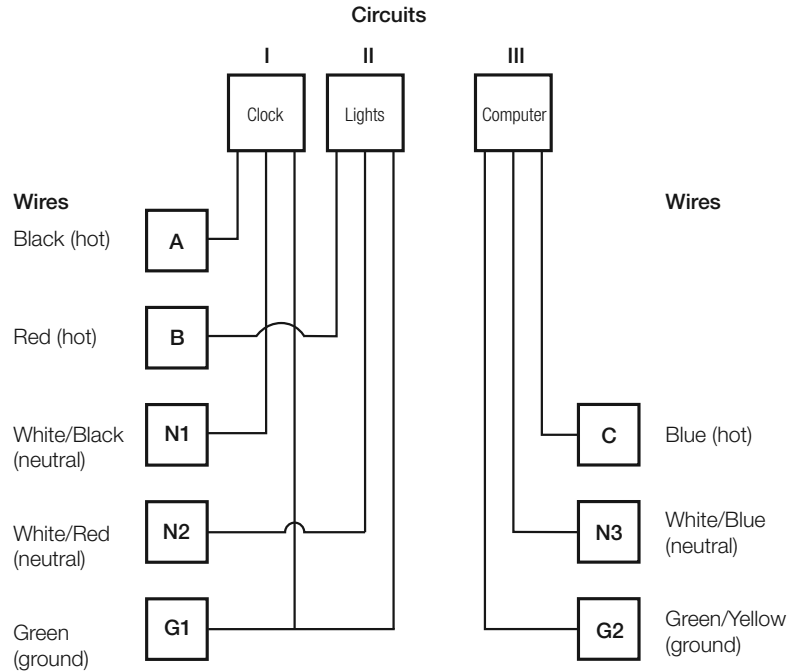 Circuits
I II III
Clock Lights Computer
Wires Wires
Black (hot) A
Red (hot) B
White/Black N1
(neutral)
C Blue (hot)
White/Red N2
(neutral)
N3 White/Blue
(neutral)
Green G1
(ground)
G2 Green/Yellow
(ground)